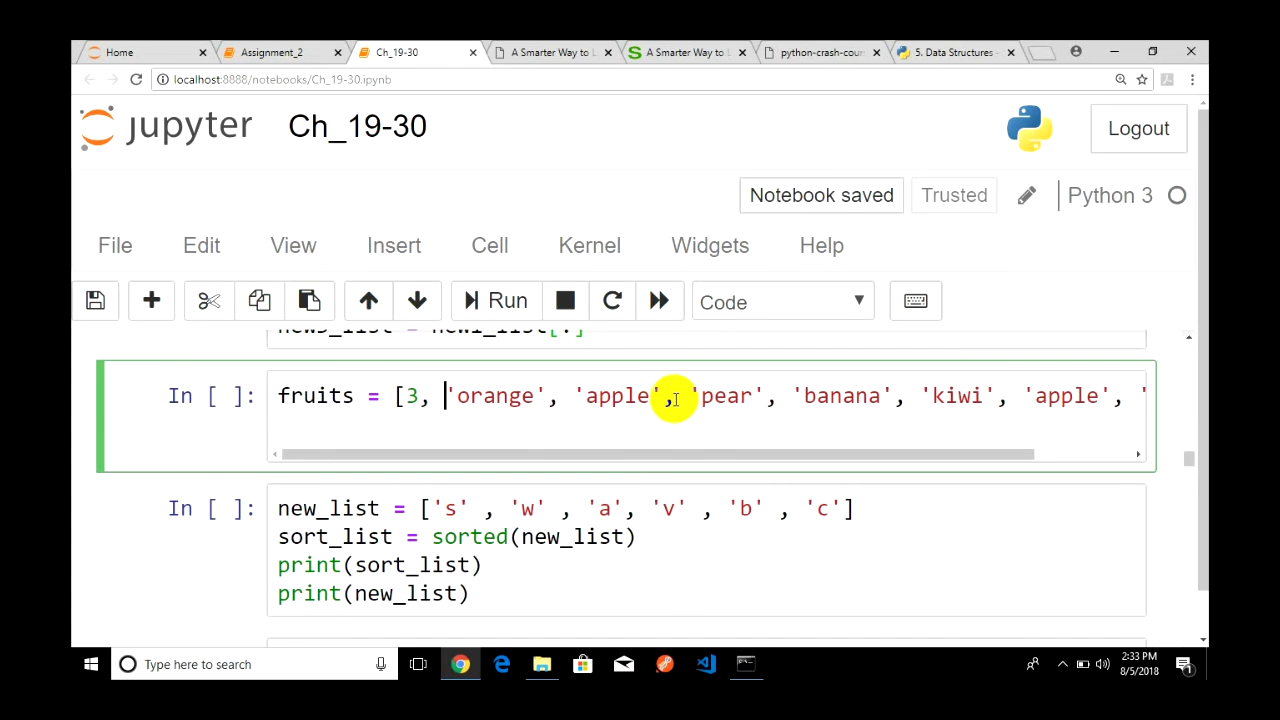 Home Assignment_2 Ch_19-30 A Smarter Way to L A Smarter Way to L python-crash-cour 5. Data Structures -
localhost:8888/notebooks/Ch_19-30.ipynb
jupyter Ch_19-30 Logout
Notebook saved Trusted Python 3
File Edit View Insert Cell Kernel Widgets Help
Run Code
In [ ]: fruits = [3, 'orange', 'apple', 'pear', 'banana', 'kiwi', 'apple', '
In [ ]: new_list = ['s' , 'w' , 'a', 'v' , 'b' , 'c']
sort_list = sorted(new_list)
print(sort_list)
print(new_list)
Type here to search
2:33 PM
8/5/2018
1